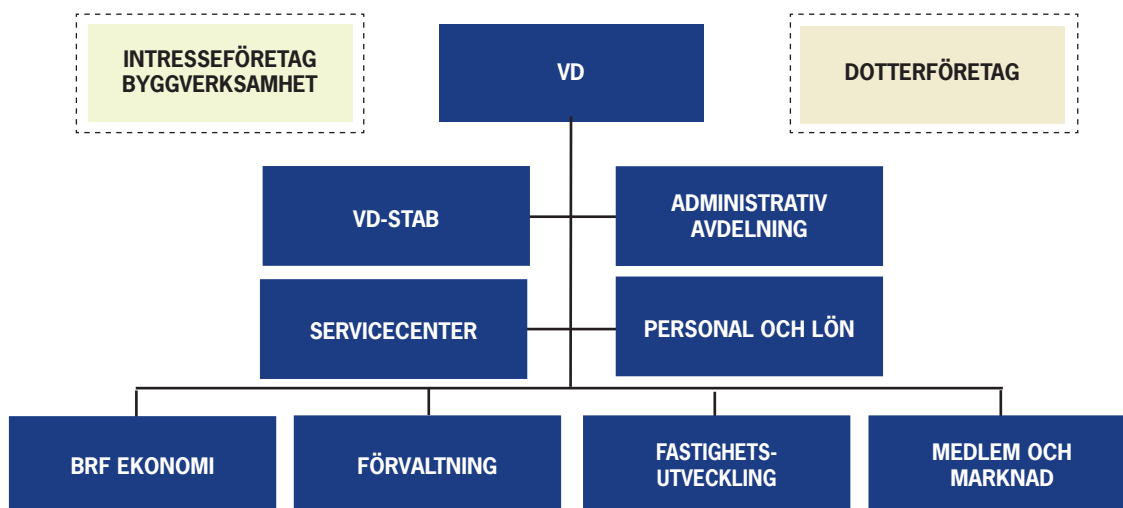 INTRESSEFÖRETAG
BYGGVERKSAMHET
VD
DOTTERFÖRETAG
VD-STAB
ADMINISTRATIV
AVDELNING
SERVICECENTER
PERSONAL OCH LÖN
BRF EKONOMI
FÖRVALTNING
FASTIGHETS-
UTVECKLING
MEDLEM OCH
MARKNAD